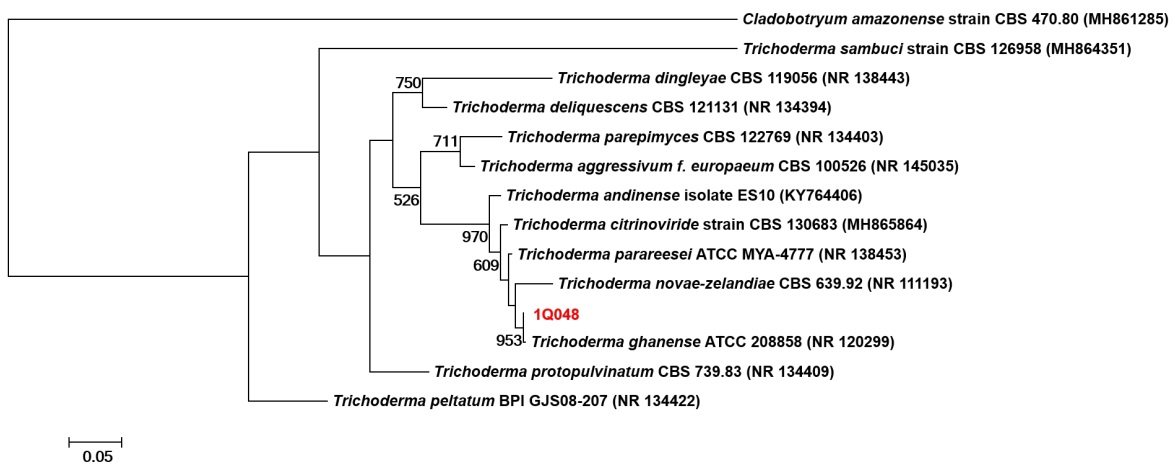 Cladobotryum amazonense strain CBS 470.80 (MH861285)
Trichoderma sambuci strain CBS 126958 (MH864351)
750
Trichoderma dingleyae CBS 119056 (NR 138443)
Trichoderma deliquescens CBS 121131 (NR 134394)
711
Trichoderma parepimyces CBS 122769 (NR 134403)
Trichoderma aggressivum f. europaeum CBS 100526 (NR 145035)
526
Trichoderma andinense isolate ES10 (KY764406)
Trichoderma citrinoviride strain CBS 130683 (MH865864)
970
Trichoderma parareesei ATCC MYA-4777 (NR 138453)
609
Trichoderma novae-zelandiae CBS 639.92 (NR 111193)
1Q048
953
Trichoderma ghanense ATCC 208858 (NR 120299)
Trichoderma protopulvinatum CBS 739.83 (NR 134409)
Trichoderma peltatum BPI GJS08-207 (NR 134422)
0.05